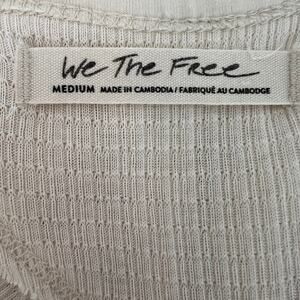 We The Free
MEDIUM MADE IN CAMBODIA / FABRIQUÉ AU CAMBODGE